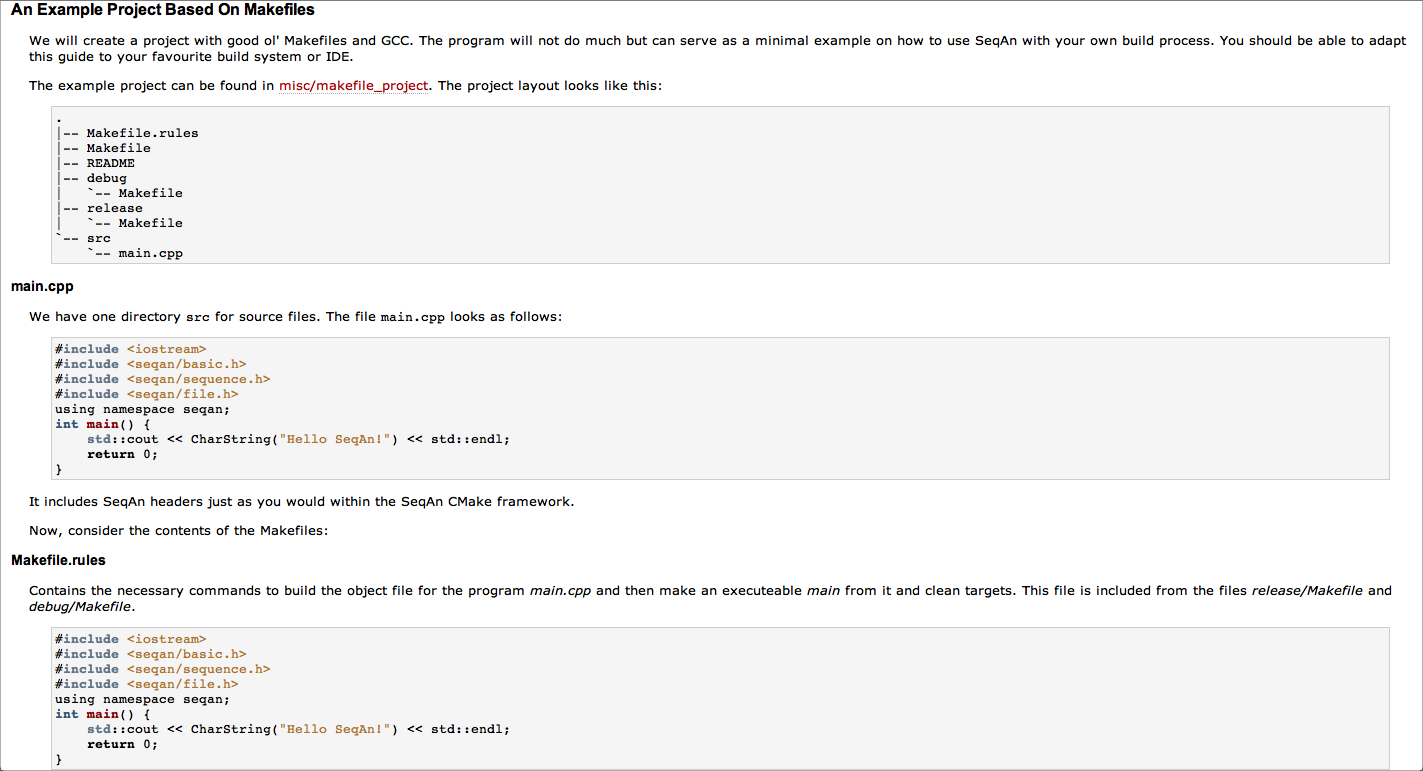 An Example Project Based On Makefiles
We will create a project with good ol' Makefiles and GCC. The program will not do much but can serve as a minimal example on how to use SeqAn with your own build process. You should be able to adapt
this guide to your favourite build system or IDE.
The example project can be found in misc/makefile_project. The project layout looks like this:
.
|-- Makefile.rules
|-- Makefile
|-- README
|-- debug
|   `-- Makefile
|-- release
|   `-- Makefile
`-- src
    `-- main.cpp
main.cpp
We have one directory src for source files. The file main.cpp looks as follows:
#include <iostream>
#include <seqan/basic.h>
#include <seqan/sequence.h>
#include <seqan/file.h>
using namespace seqan;
int main() {
    std::cout << CharString("Hello SeqAn!") << std::endl;
    return 0;
}
It includes SeqAn headers just as you would within the SeqAn CMake framework.
Now, consider the contents of the Makefiles:
Makefile.rules
Contains the necessary commands to build the object file for the program main.cpp and then make an executeable main from it and clean targets. This file is included from the files release/Makefile and
debug/Makefile.
#include <iostream>
#include <seqan/basic.h>
#include <seqan/sequence.h>
#include <seqan/file.h>
using namespace seqan;
int main() {
    std::cout << CharString("Hello SeqAn!") << std::endl;
    return 0;
}